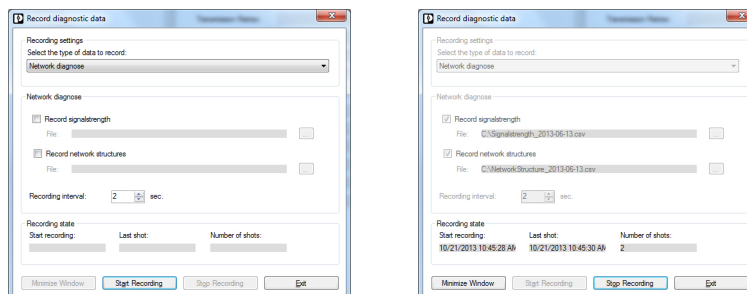 Record diagnostic data
Recording settings
Select the type of data to record:
Network diagnose
Network diagnose
Record signalstrength
File:
...
Record network structures
File:
...
Recording interval: 2 sec.
Recording state
Start recording: Last shot: Number of shots:
Minimize Window Start Recording Stop Recording Exit
Record diagnostic data
Recording settings
Select the type of data to record:
Network diagnose
Network diagnose
Record signalstrength
File: C:\Signalstrength_2013-06-13.csv
...
Record network structures
File: C:\NetworkStructure_2013-06-13.csv
...
Recording interval: 2 sec.
Recording state
Start recording: Last shot: Number of shots:
10/21/2013 10:45:28 AM 10/21/2013 10:45:30 AM 2
Minimize Window Start Recording Stop Recording Exit